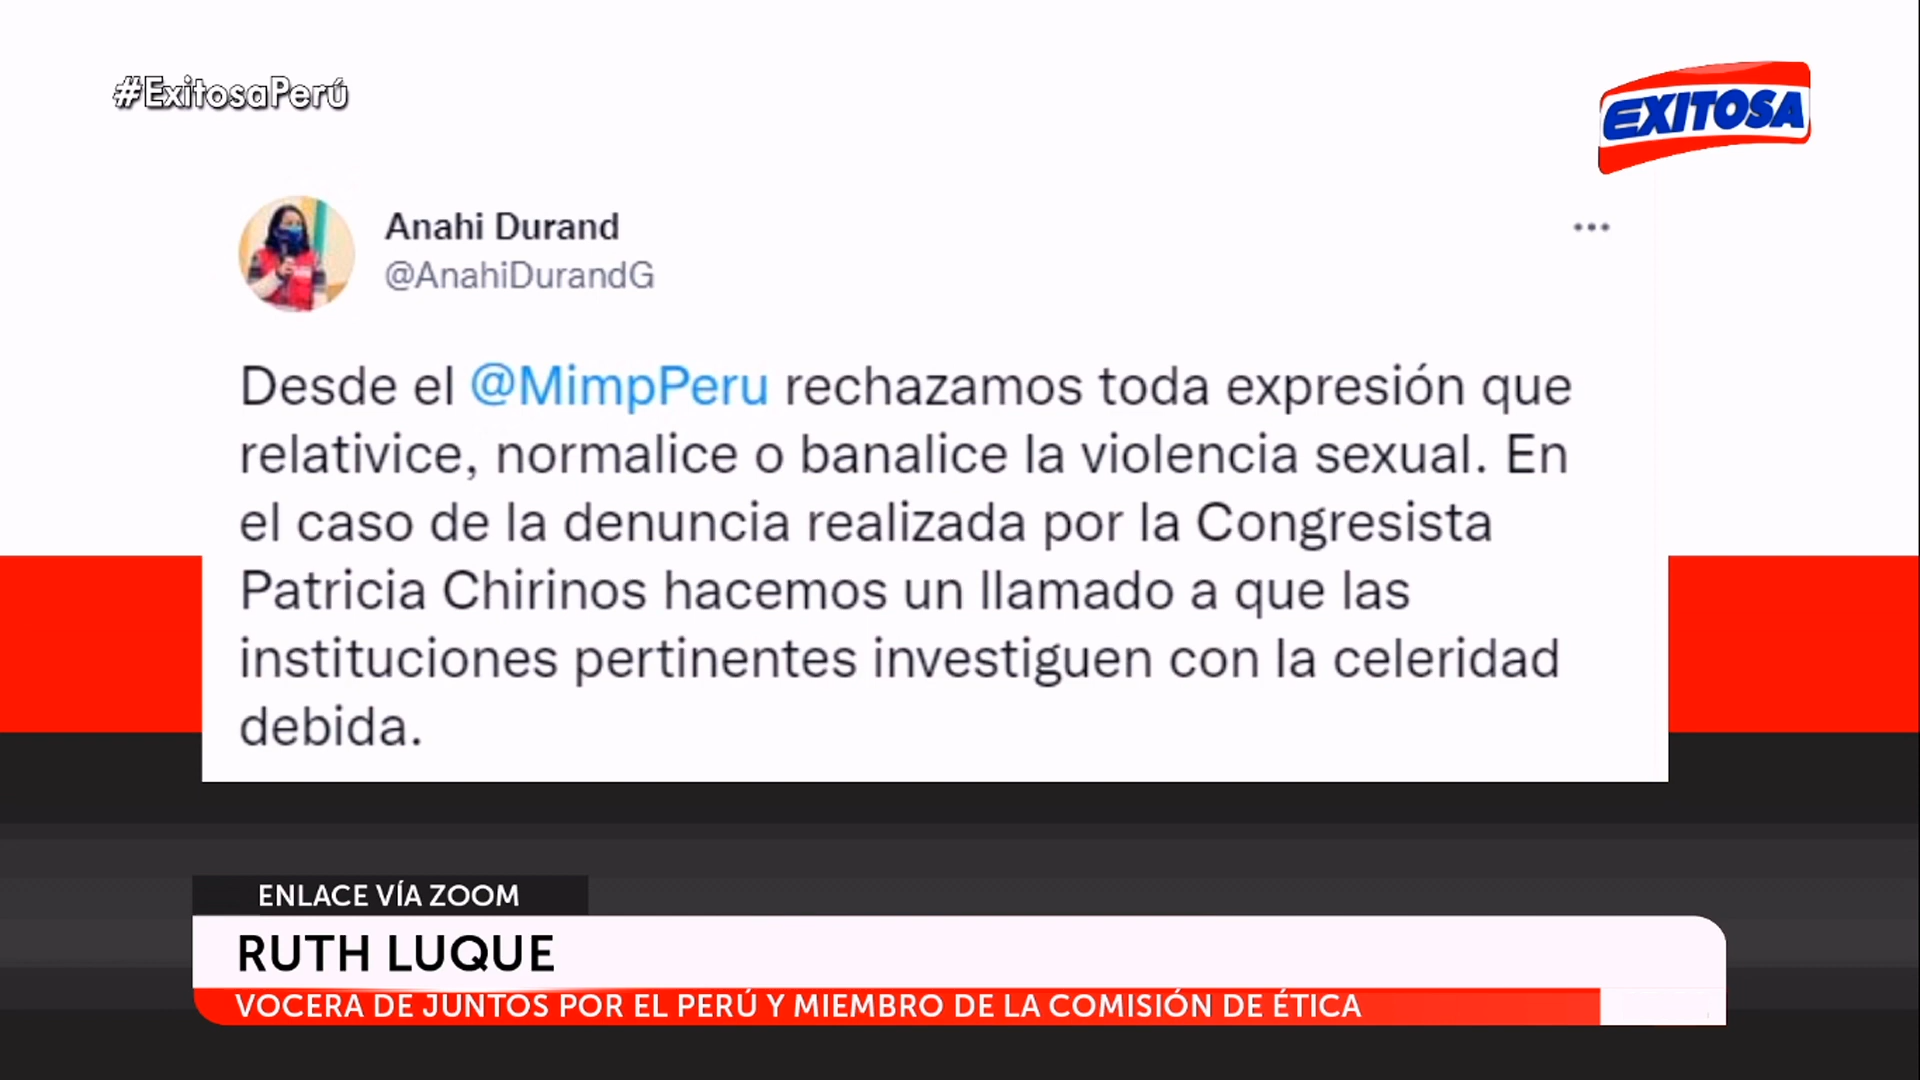 #ExitosaPerú
EXITOSA
Anahi Durand
@AnahiDurandG
Desde el @MimpPeru rechazamos toda expresión que
relativice, normalice o banalice la violencia sexual. En
el caso de la denuncia realizada por la Congresista
Patricia Chirinos hacemos un llamado a que las
instituciones pertinentes investiguen con la celeridad
debida.
ENLACE VÍA ZOOM
RUTH LUQUE
VOCERA DE JUNTOS POR EL PERÚ Y MIEMBRO DE LA COMISIÓN DE ÉTICA